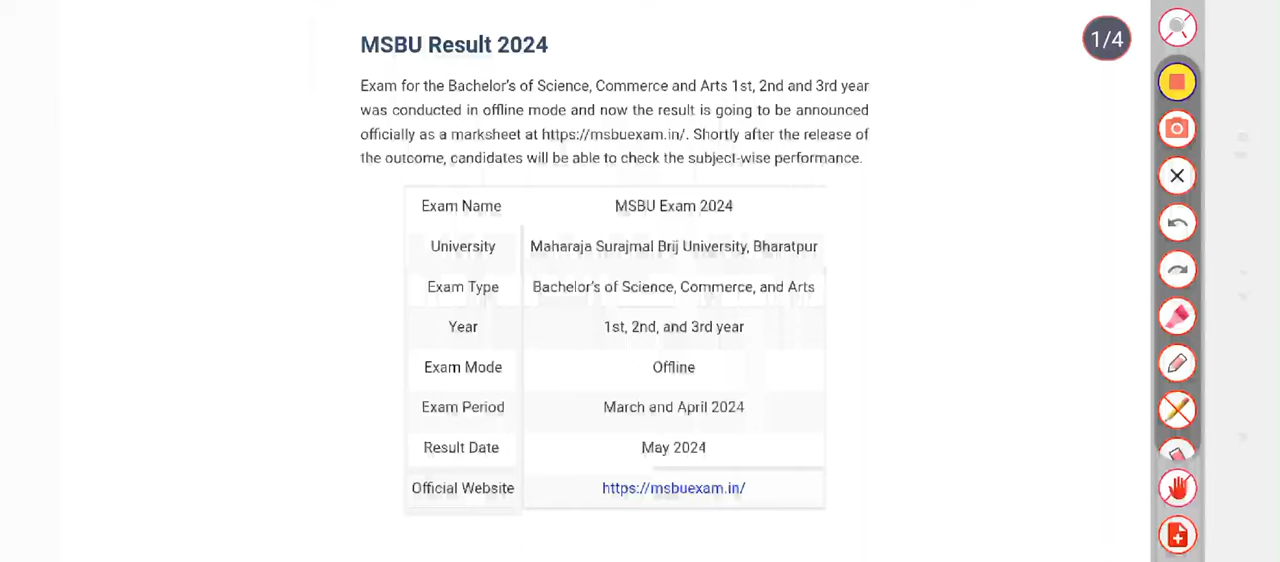 MSBU Result 2024
1/4
Exam for the Bachelor's of Science, Commerce and Arts 1st, 2nd and 3rd year
was conducted in offline mode and now the result is going to be announced
officially as a marksheet at https://msbuexam.in/. Shortly after the release of
the outcome, candidates will be able to check the subject-wise performance.
Exam Name MSBU Exam 2024
University Maharaja Surajmal Brij University, Bharatpur
Exam Type Bachelor's of Science, Commerce, and Arts
Year 1st, 2nd, and 3rd year
Exam Mode Offline
Exam Period March and April 2024
Result Date May 2024
Official Website https://msbuexam.in/